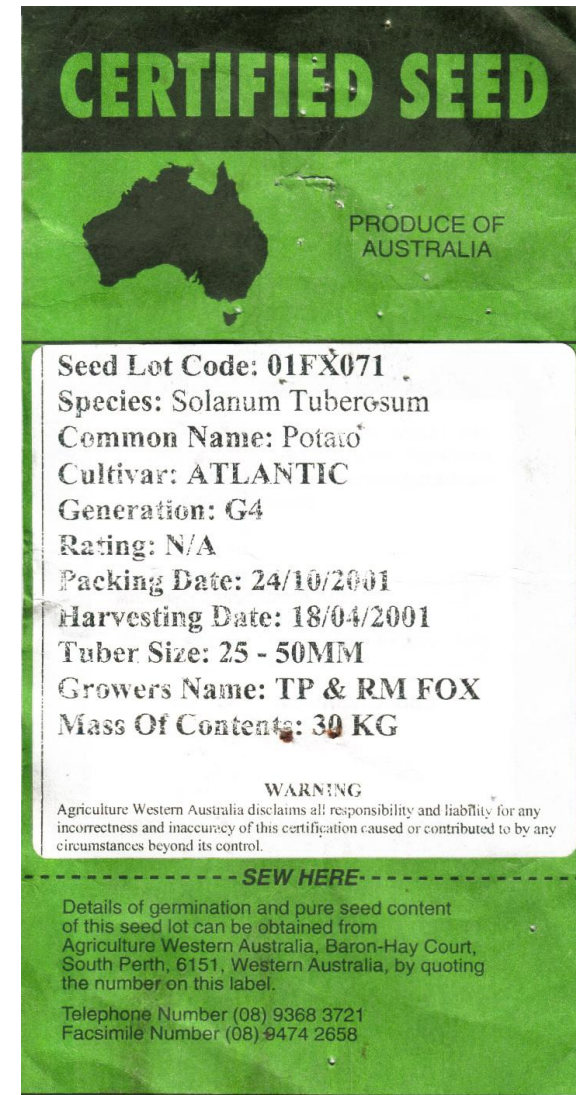 CERTIFIED SEED
PRODUCE OF
AUSTRALIA
Seed Lot Code: 01FX071
Species: Solanum Tuberosum
Common Name: Potato
Cultivar: ATLANTIC
Generation: G4
Rating: N/A
Packing Date: 24/10/2001
Harvesting Date: 18/04/2001
Tuber Size: 25 - 50MM
Growers Name: TP & RM FOX
Mass Of Contents: 30 KG
WARNING
Agriculture Western Australia disclaims all responsibility and liability for any
incorrectness and inaccuracy of this certification caused or contributed to by any
circumstances beyond its control.
SEW HERE
Details of germination and pure seed content
of this seed lot can be obtained from
Agriculture Western Australia, Baron-Hay Court,
South Perth, 6151, Western Australia, by quoting
the number on this label.
Telephone Number (08) 9368 3721
Facsimile Number (08) 9474 2658